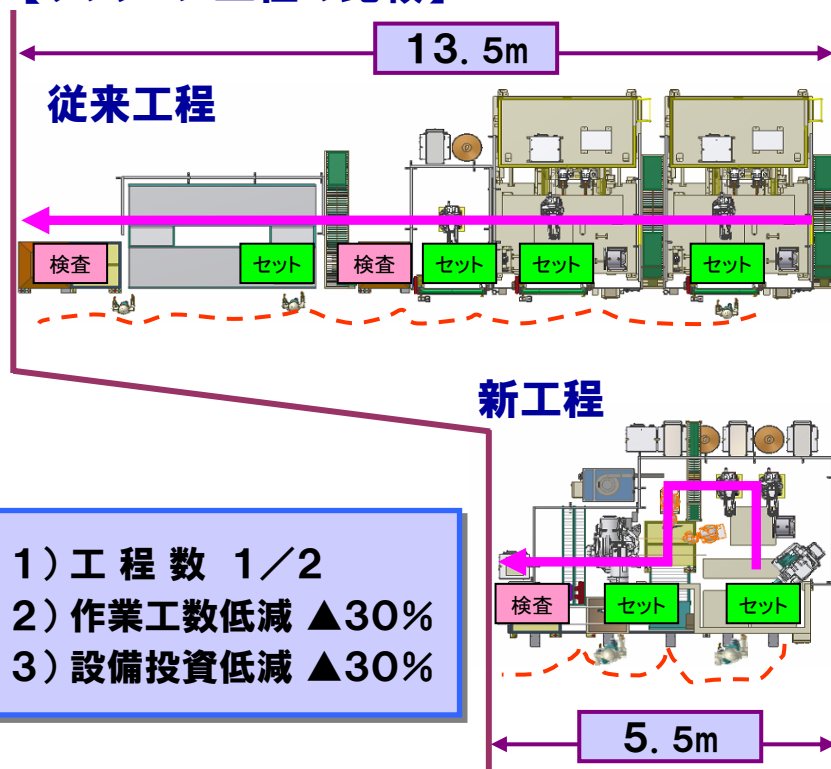 13.5m
従来工程
検査
セット
検査
セット
セット
セット
新工程
検査
セット
セット
1)工程数 1/2
2)作業工数低減 ▲30%
3)設備投資低減 ▲30%
5.5m